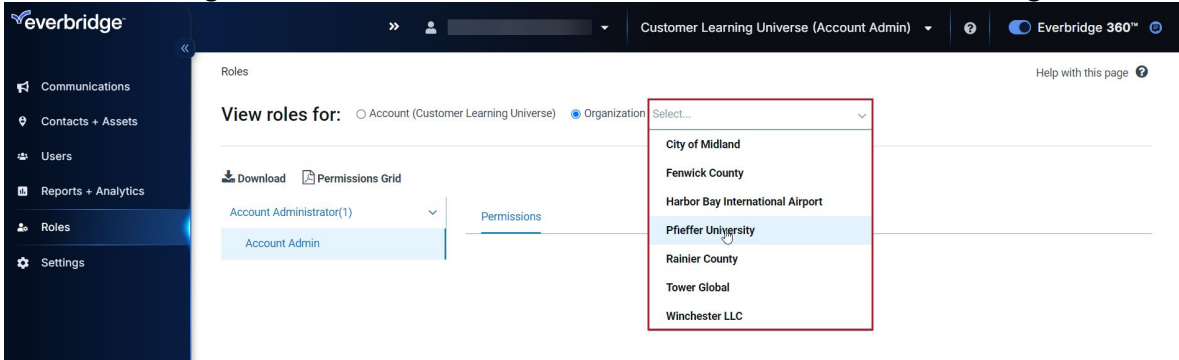 everbridge
Customer Learning Universe (Account Admin)
Everbridge 360™
Communications
Contacts + Assets
Users
Reports + Analytics
Roles
Settings
Roles
Help with this page
View roles for: Account (Customer Learning Universe) Organization Select...
City of Midland
Fenwick County
Harbor Bay International Airport
Pfieffer University
Rainier County
Tower Global
Winchester LLC
Download Permissions Grid
Account Administrator(1)
Account Admin
Permissions